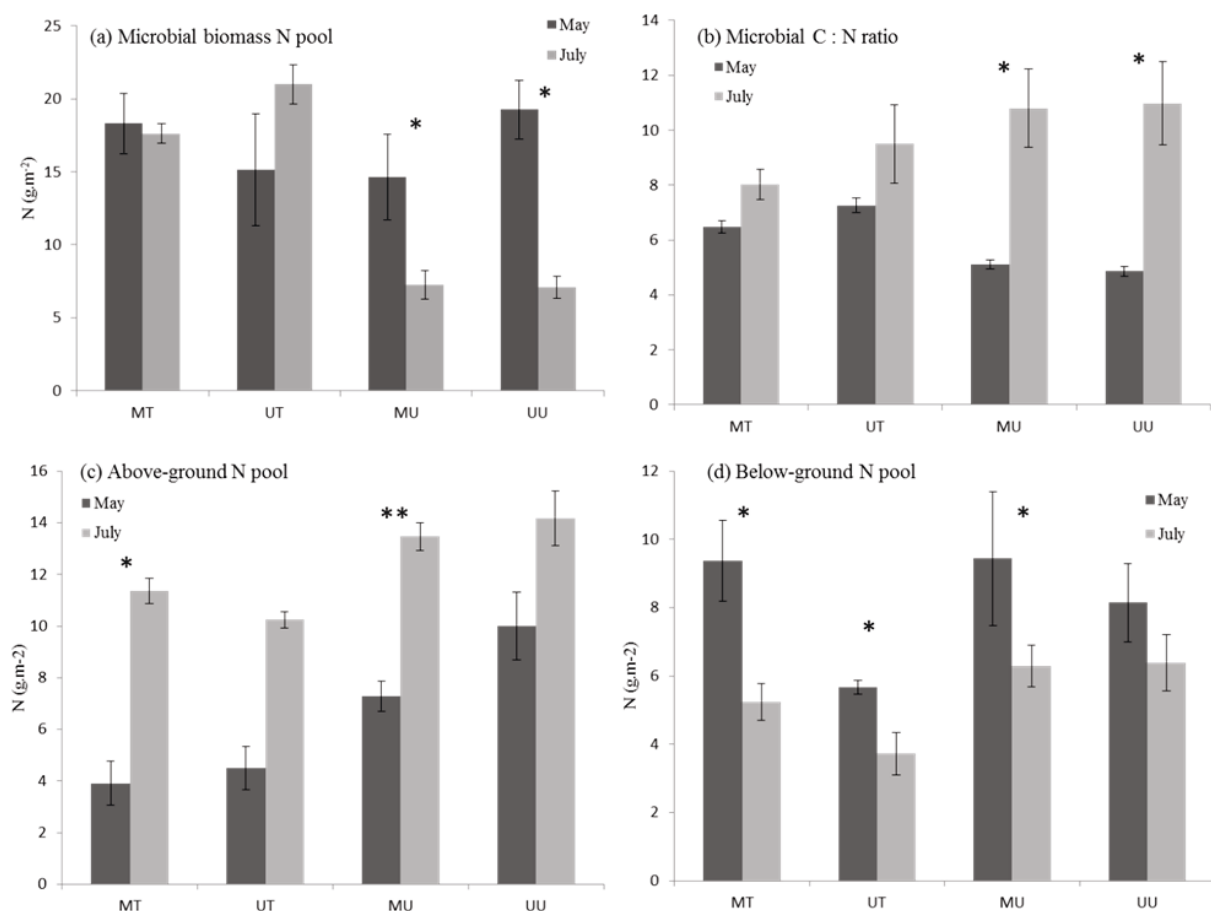 (a) Microbial biomass N pool
May
July
25
20
15
10
5
0
N (g.m-2)
*
*
MT UT MU UU
(b) Microbial C : N ratio
May
July
14
12
10
8
6
4
2
0
*
*
MT UT MU UU
(c) Above-ground N pool
May
July
16
14
12
10
8
6
4
2
0
N (g.m-2)
*
**
MT UT MU UU
(d) Below-ground N pool
May
July
12
10
8
6
4
2
0
N (g.m-2)
*
*
*
MT UT MU UU